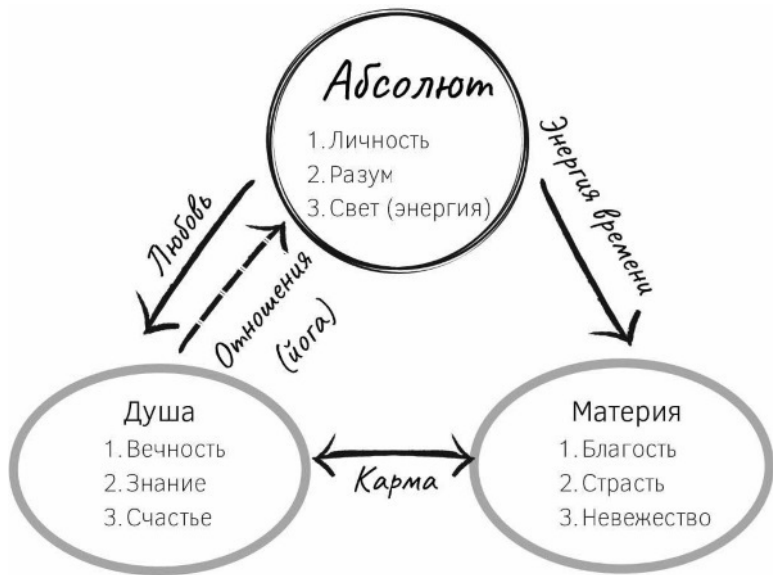 Абсолют
1. Личность
2. Разум
3. Свет (энергия)
Любовь
Отношения
(йога)
Энергия времени
Душа
1. Вечность
2. Знание
3. Счастье
Карма
Материя
1. Благость
2. Страсть
3. Невежество